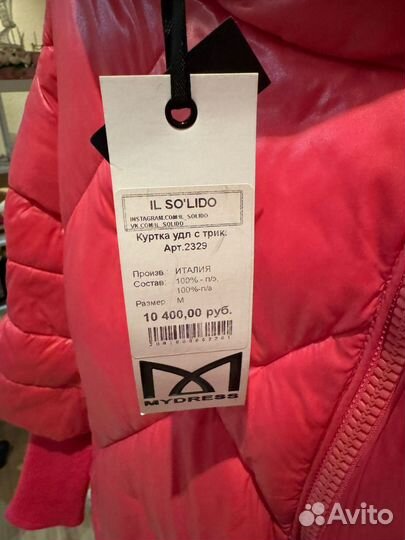 IL SO'LIDO
INSTAGRAM.COM\IL_SOLIDO
VK.COM\IL_SOLIDO
Куртка удл с трик.
Арт.2329
Произв. ИТАЛИЯ
Состав: 100% - п/э,
100%-п/а
Размер M
10 400,00 руб.
MYDRESS
Avito